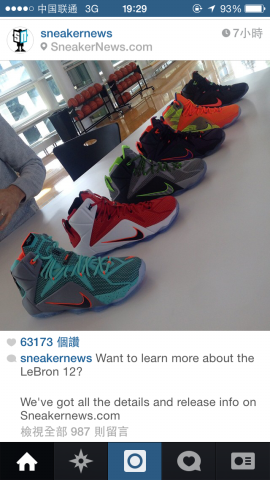 中国联通 3G 19:29 93%
sneakernews 7小時
SneakerNews.com
63173 個讚
sneakernews Want to learn more about the
LeBron 12?
We've got all the details and release info on
Sneakernews.com
檢視全部 987 則留言